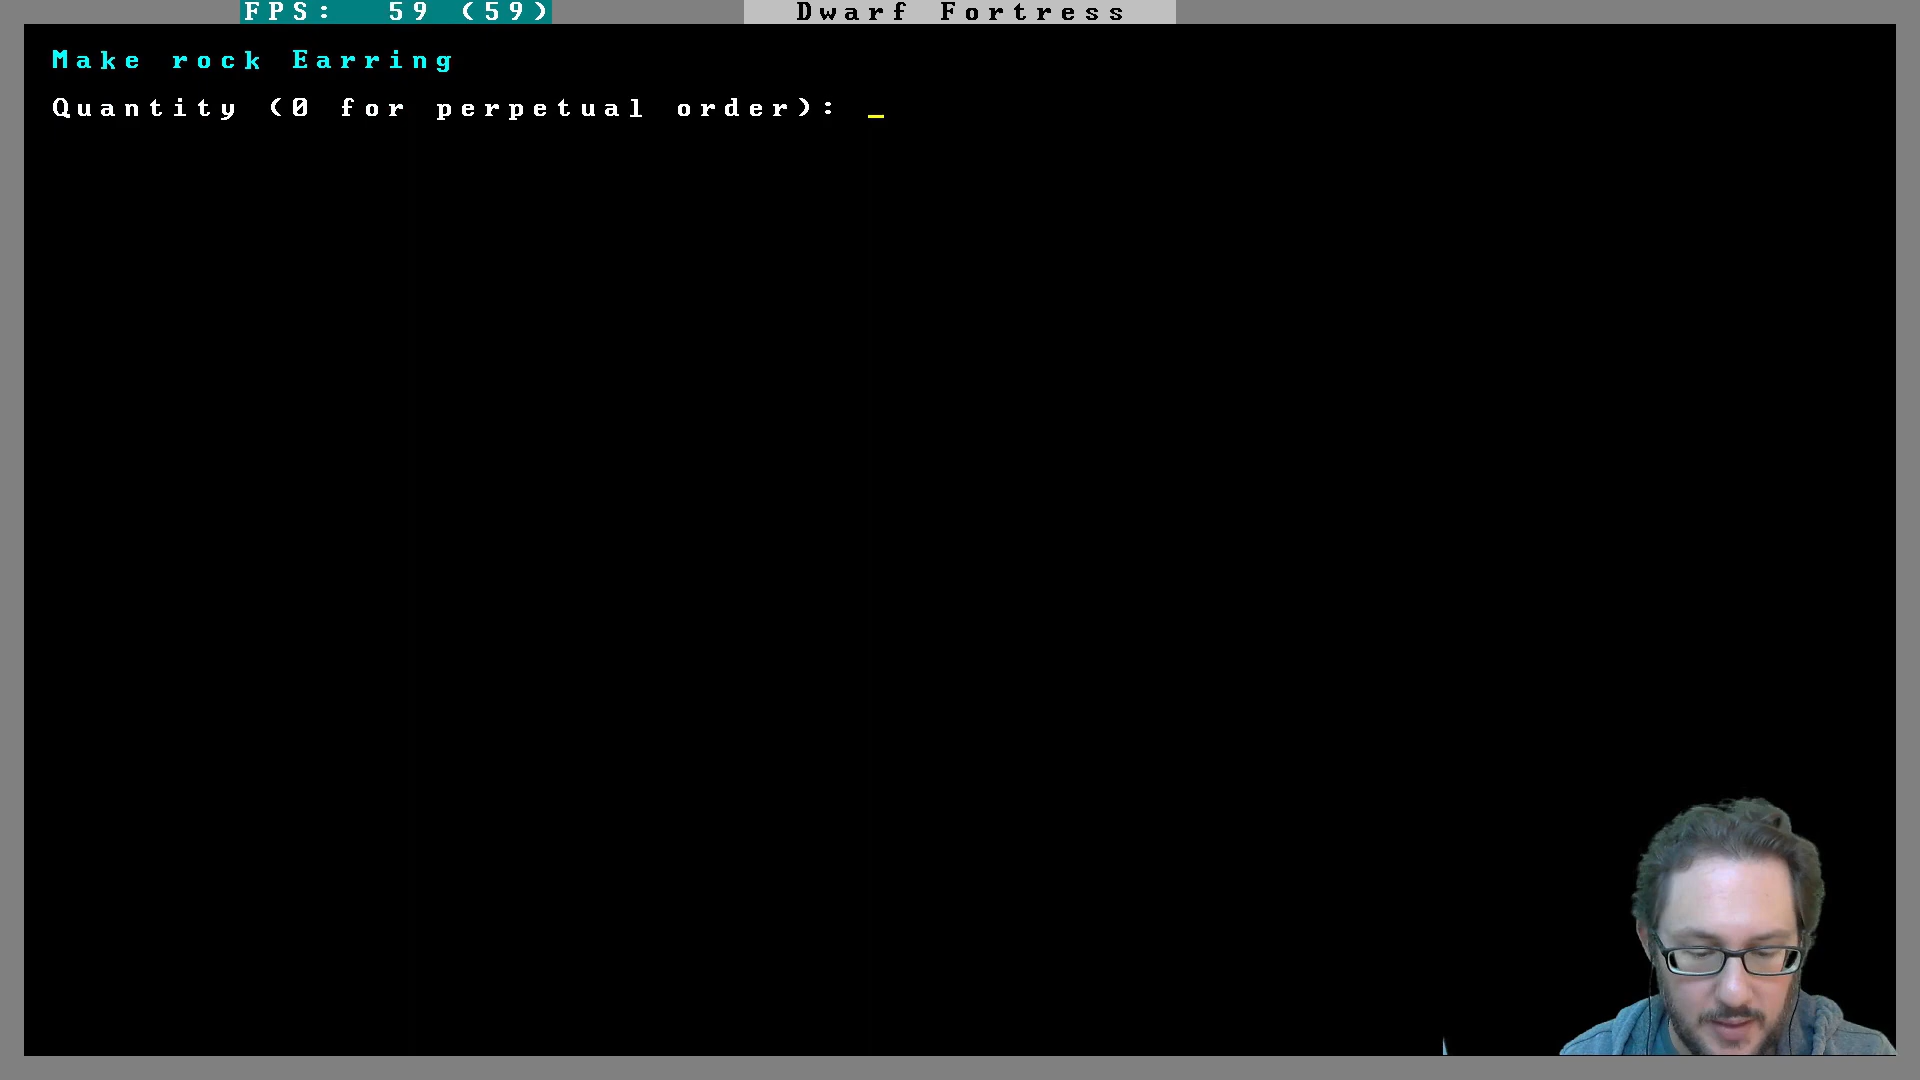 FPS: 59 (59)
Dwarf Fortress
Make rock Earring
Quantity (0 for perpetual order): _